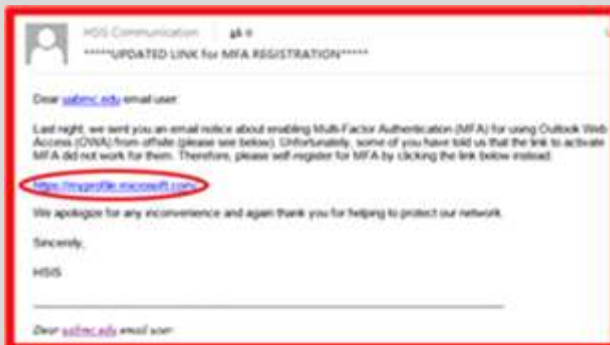 HSIS Communication
*****UPDATED LINK for MFA REGISTRATION*****
Dear uabmc.edu email user:
Last night, we sent you an email notice about enabling Multi-Factor Authentication (MFA) for using Outlook Web
Access (OWA) from offsite (please see below). Unfortunately, some of you have told us that the link to activate
MFA did not work for them. Therefore, please self-register for MFA by clicking the link below instead.
https://myprofile.microsoft.com/
We apologize for any inconvenience and again thank you for helping to protect our network.
Sincerely,
HSIS
Dear uabmc.edu email user: